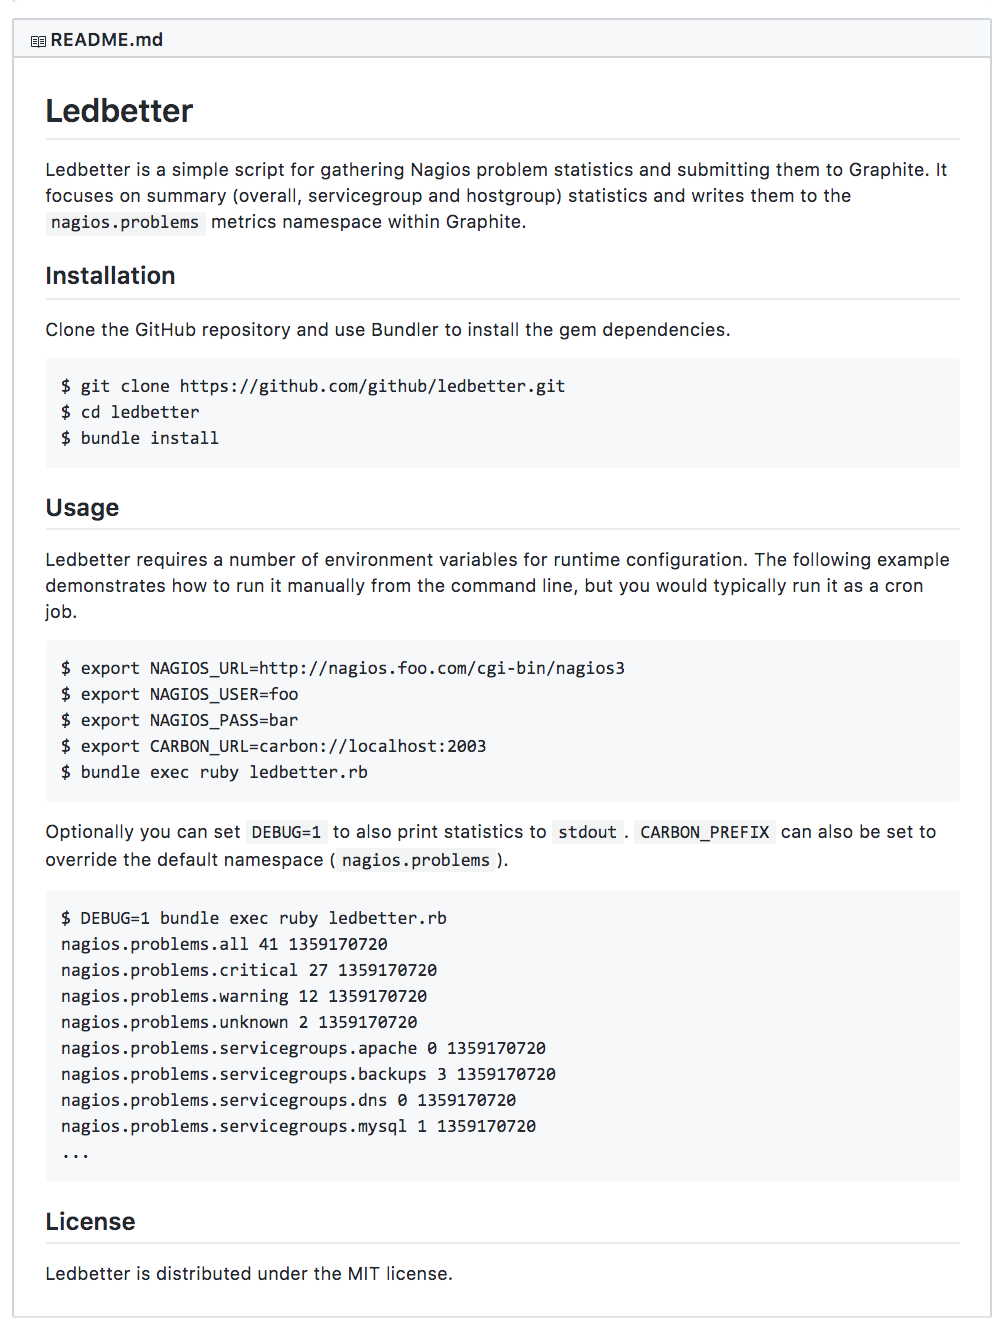 README.md
Ledbetter
Ledbetter is a simple script for gathering Nagios problem statistics and submitting them to Graphite. It
focuses on summary (overall, servicegroup and hostgroup) statistics and writes them to the
nagios.problems metrics namespace within Graphite.
Installation
Clone the GitHub repository and use Bundler to install the gem dependencies.
$ git clone https://github.com/github/ledbetter.git
$ cd ledbetter
$ bundle install
Usage
Ledbetter requires a number of environment variables for runtime configuration. The following example
demonstrates how to run it manually from the command line, but you would typically run it as a cron
job.
$ export NAGIOS_URL=http://nagios.foo.com/cgi-bin/nagios3
$ export NAGIOS_USER=foo
$ export NAGIOS_PASS=bar
$ export CARBON_URL=carbon://localhost:2003
$ bundle exec ruby ledbetter.rb
Optionally you can set DEBUG=1 to also print statistics to stdout . CARBON_PREFIX can also be set to
override the default namespace ( nagios.problems ).
$ DEBUG=1 bundle exec ruby ledbetter.rb
nagios.problems.all 41 1359170720
nagios.problems.critical 27 1359170720
nagios.problems.warning 12 1359170720
nagios.problems.unknown 2 1359170720
nagios.problems.servicegroups.apache 0 1359170720
nagios.problems.servicegroups.backups 3 1359170720
nagios.problems.servicegroups.dns 0 1359170720
nagios.problems.servicegroups.mysql 1 1359170720
...
License
Ledbetter is distributed under the MIT license.